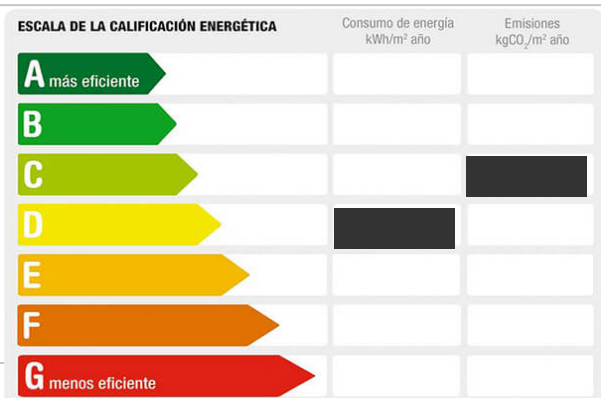 ESCALA DE LA CALIFICACIÓN ENERGÉTICA
Consumo de energía
kWh/m² año
Emisiones
kgCO₂/m² año
A más eficiente
B
C
D
E
F
G menos eficiente